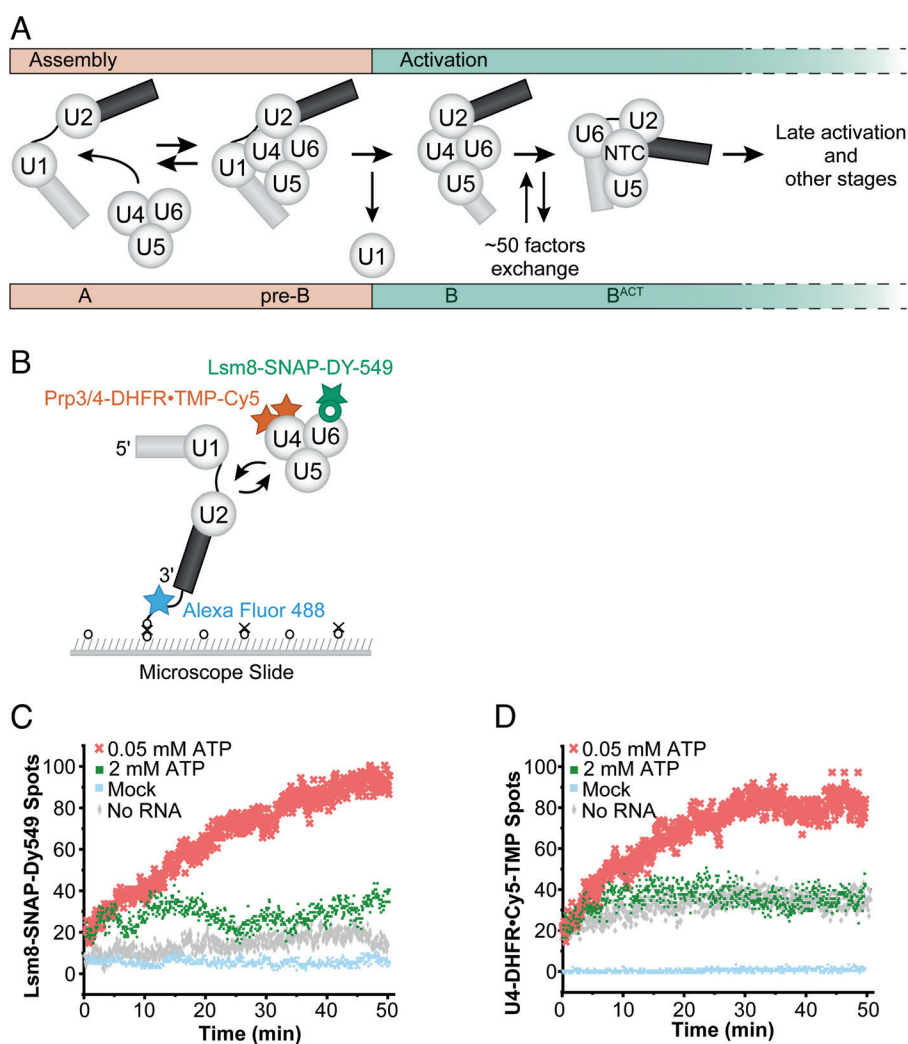 A
Assembly Activation
U2 U2 U2 U2
U1 U1 U4 U6 U4 U6 U6 NTC
U5 U5 U5
U4 U6
U5
Late activation
and
other stages
U1
~50 factors
exchange
A pre-B B Bᴬᶜᵀ
B
Lsm8-SNAP-DY-549
Prp3/4-DHFR•TMP-Cy5
5' U1 U4 U6
U5
U2
3'
Alexa Fluor 488
Microscope Slide
C
0.05 mM ATP
2 mM ATP
Mock
No RNA
100
80
60
40
20
0
Lsm8-SNAP-Dy549 Spots
0 10 20 30 40 50
Time (min)
D
0.05 mM ATP
2 mM ATP
Mock
No RNA
100
80
60
40
20
0
U4-DHFR•Cy5-TMP Spots
0 10 20 30 40 50
Time (min)